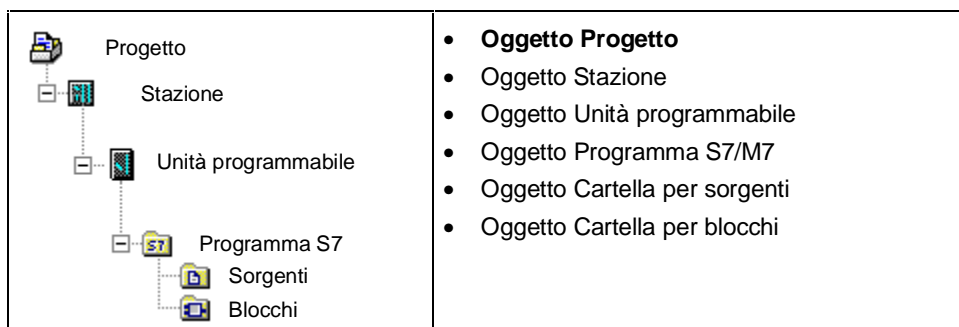 Progetto
Stazione
Unità programmabile
Programma S7
Sorgenti
Blocchi
• Oggetto Progetto
• Oggetto Stazione
• Oggetto Unità programmabile
• Oggetto Programma S7/M7
• Oggetto Cartella per sorgenti
• Oggetto Cartella per blocchi